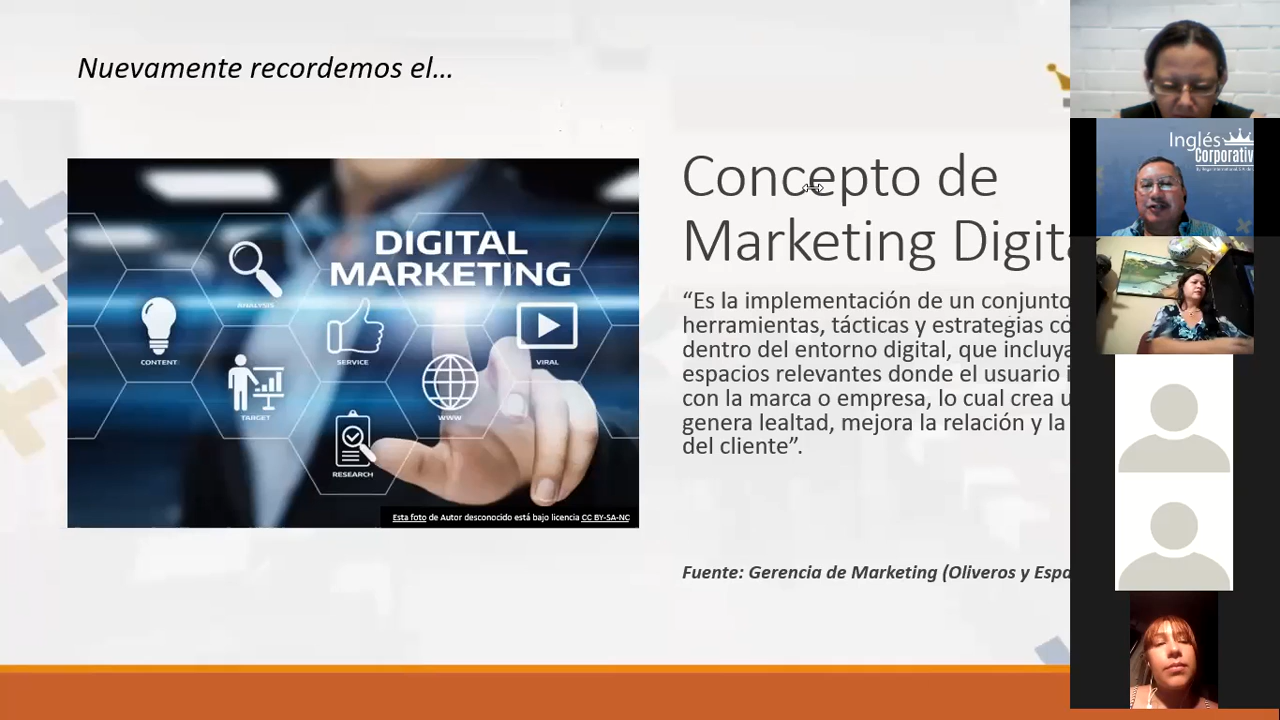 Nuevamente recordemos el...
DIGITAL
MARKETING
ANALYSIS
CONTENT
SERVICE
VIRAL
TARGET
WWW
RESEARCH
Esta foto de Autor desconocido está bajo licencia CC BY-SA-NC
Concepto de
Marketing Digita
“Es la implementación de un conjunto
herramientas, tácticas y estrategias co
dentro del entorno digital, que incluya
espacios relevantes donde el usuario i
con la marca o empresa, lo cual crea u
genera lealtad, mejora la relación y la
del cliente”.
Fuente: Gerencia de Marketing (Oliveros y Espa
Inglés
Corporativ